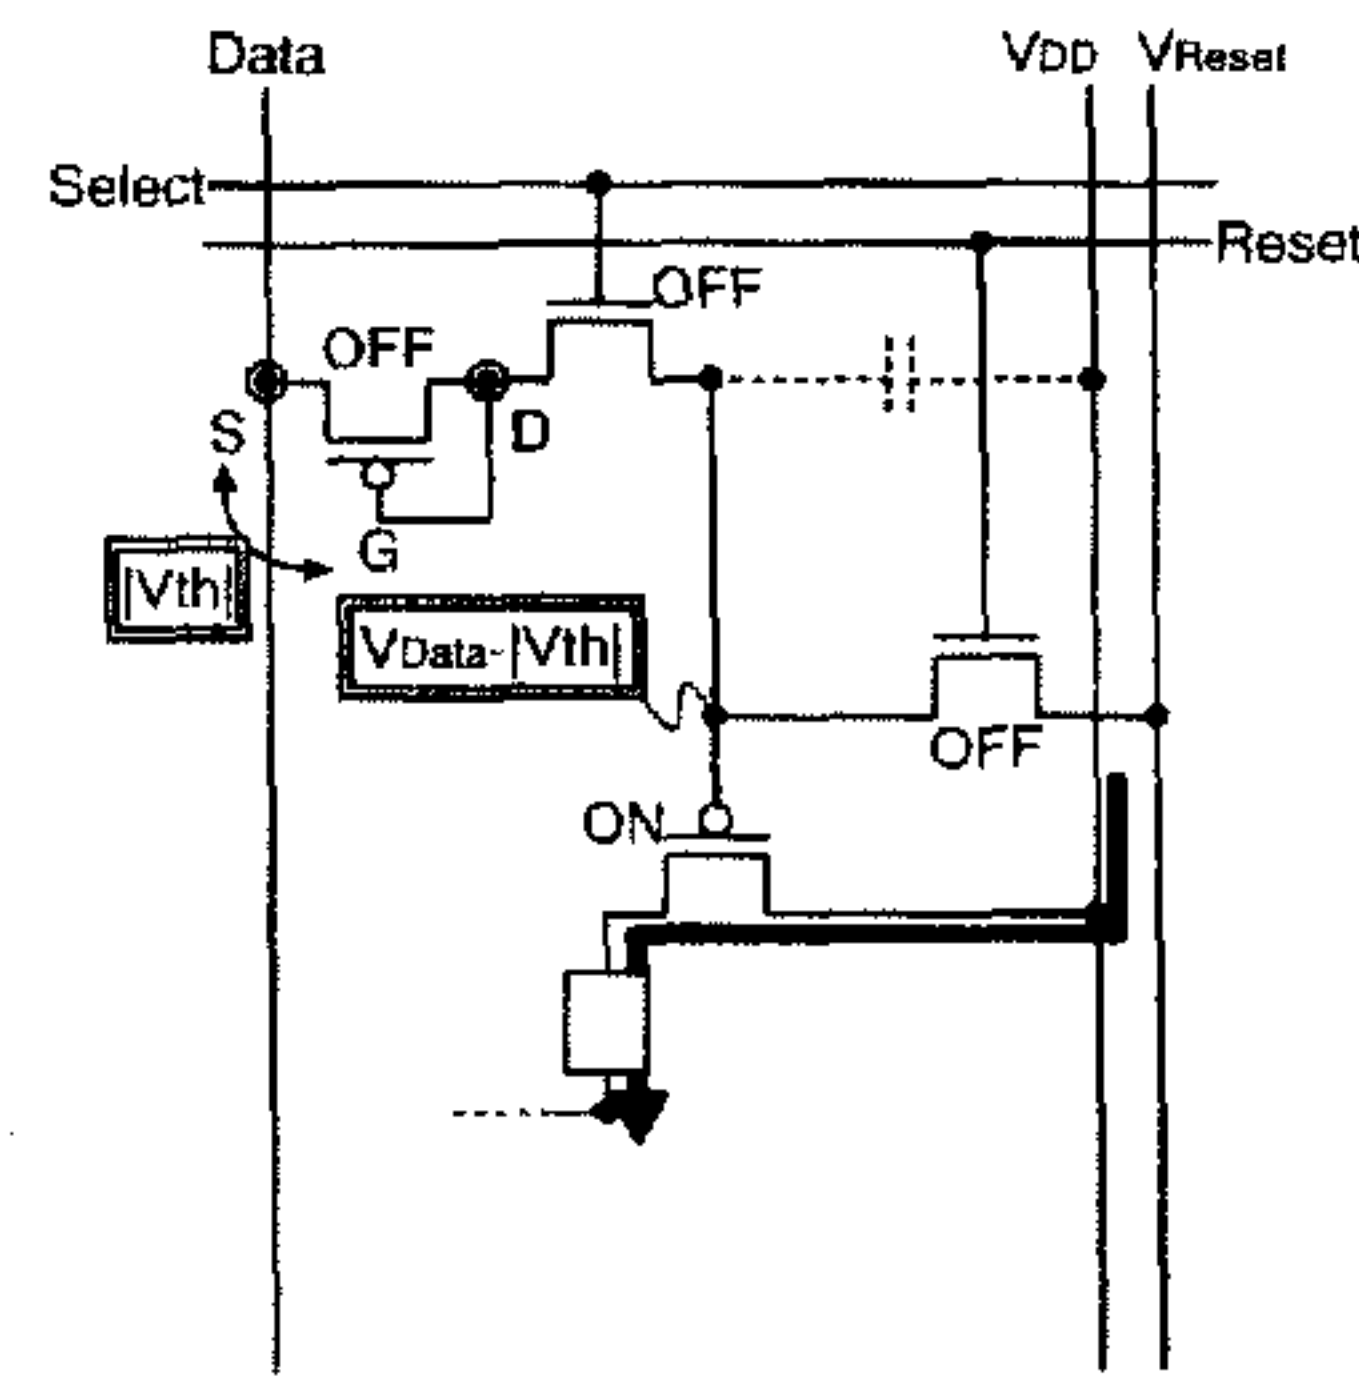 Data
VDD
VReset
Select
Reset
OFF
OFF
S
D
G
|Vth|
VData-|Vth|
OFF
ON